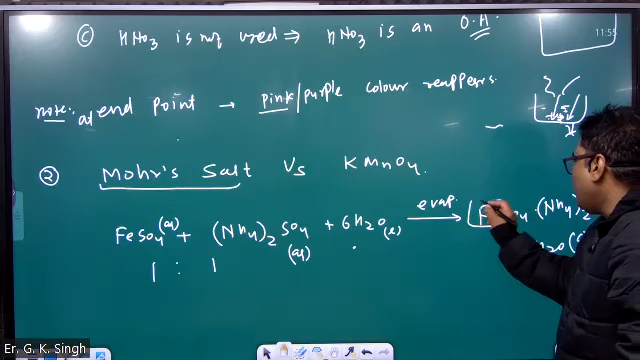 (c) HNO3 is not used ⇒ HNO3 is an O.A
11:55
note:- at end point → pink/purple colour reappears.
(2) Mohr's Salt Vs KMnO4.
FeSO4(aq) + (NH4)2SO4(aq) + 6H2O(l) evap. →
1 : 1
Er. G. K. Singh